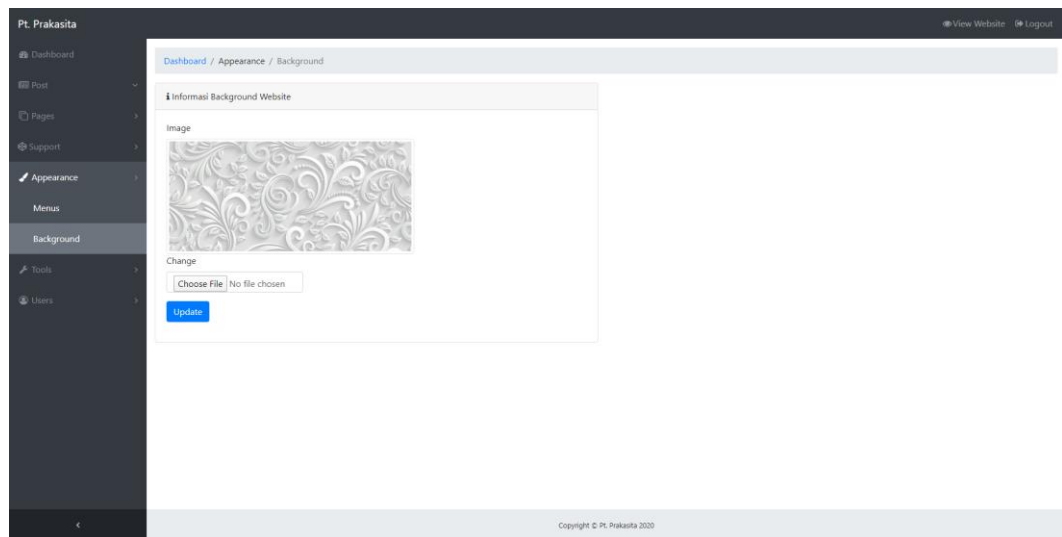 Pt. Prakasita
View Website Logout
Dashboard
Post
Pages
Support
Appearance
Menus
Background
Tools
Users
Dashboard / Appearance / Background
Informasi Background Website
Image
Change
Choose File No file chosen
Update
Copyright © Pt. Prakasita 2020